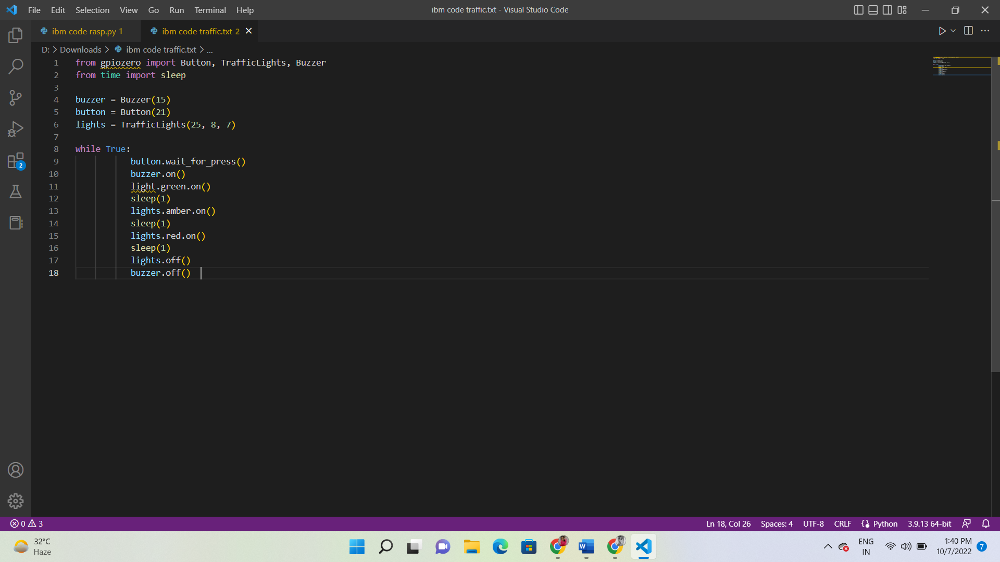 File Edit Selection View Go Run Terminal Help
ibm code traffic.txt - Visual Studio Code
ibm code rasp.py 1
ibm code traffic.txt 2
D: > Downloads > ibm code traffic.txt > ...
1 from gpiozero import Button, TrafficLights, Buzzer
2 from time import sleep
3
4 buzzer = Buzzer(15)
5 button = Button(21)
6 lights = TrafficLights(25, 8, 7)
7
8 while True:
9 button.wait_for_press()
10 buzzer.on()
11 light.green.on()
12 sleep(1)
13 lights.amber.on()
14 sleep(1)
15 lights.red.on()
16 sleep(1)
17 lights.off()
18 buzzer.off()
2
0 3
Ln 18, Col 26 Spaces: 4 UTF-8 CRLF Python 3.9.13 64-bit
32°C
Haze
W
ENG
IN
1:40 PM
10/7/2022
7